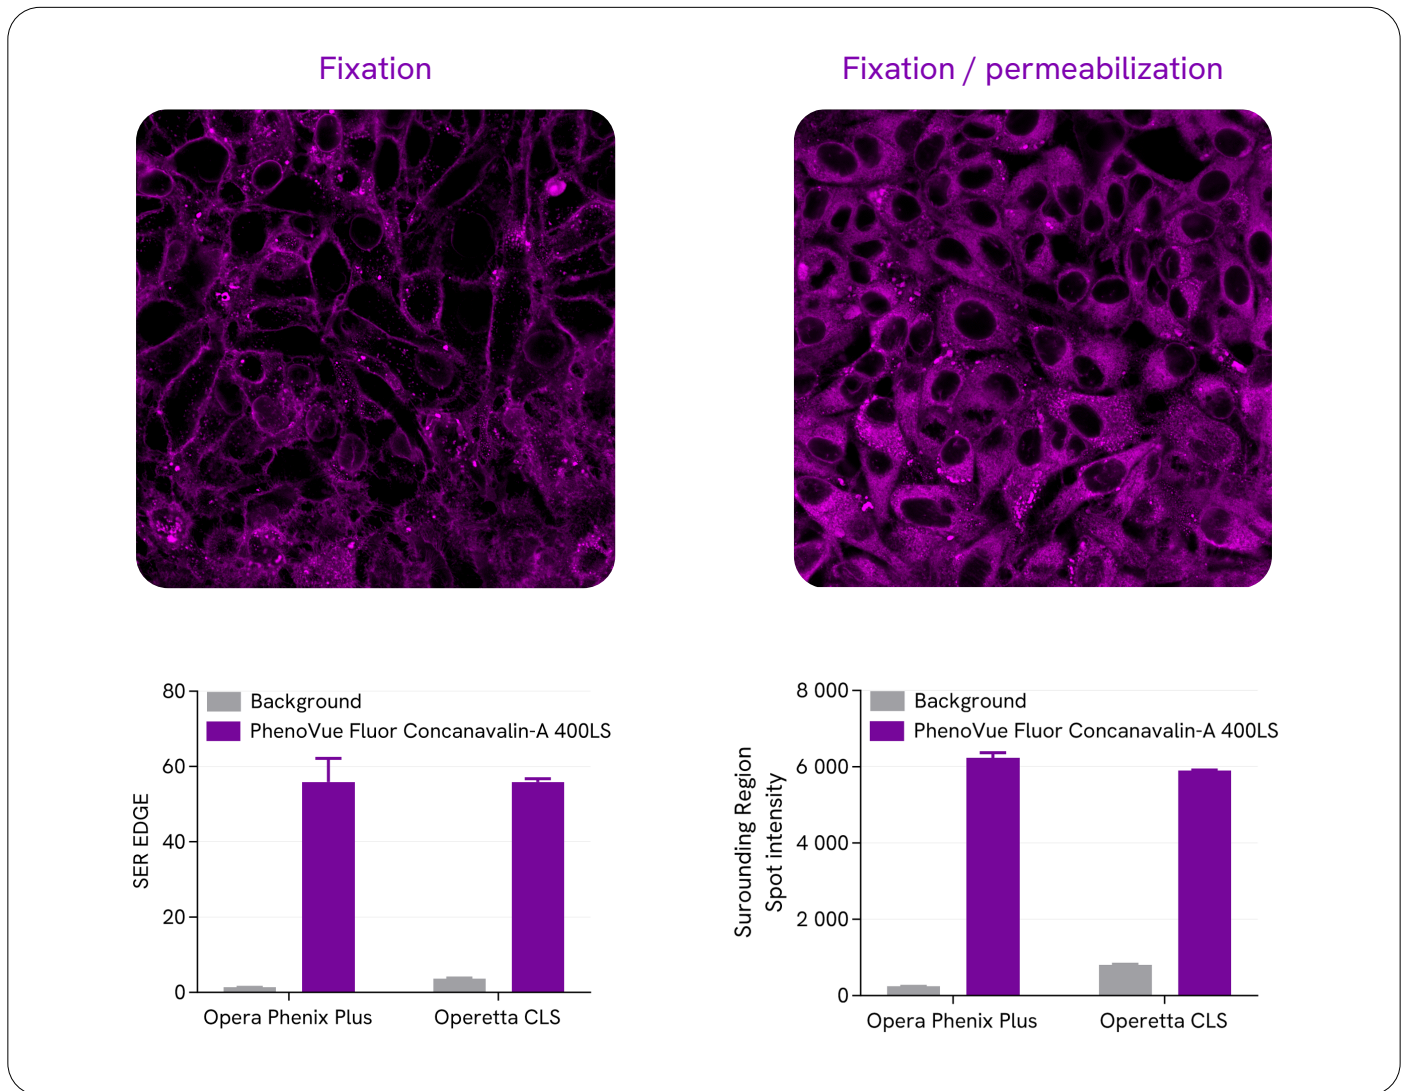 Fixation
Fixation / permeabilization
80
60
40
20
0
SER EDGE
Background
PhenoVue Fluor Concanavalin-A 400LS
Opera Phenix Plus
Operetta CLS
8 000
6 000
4 000
2 000
0
Surounding Region
Spot intensity
Background
PhenoVue Fluor Concanavalin-A 400LS
Opera Phenix Plus
Operetta CLS